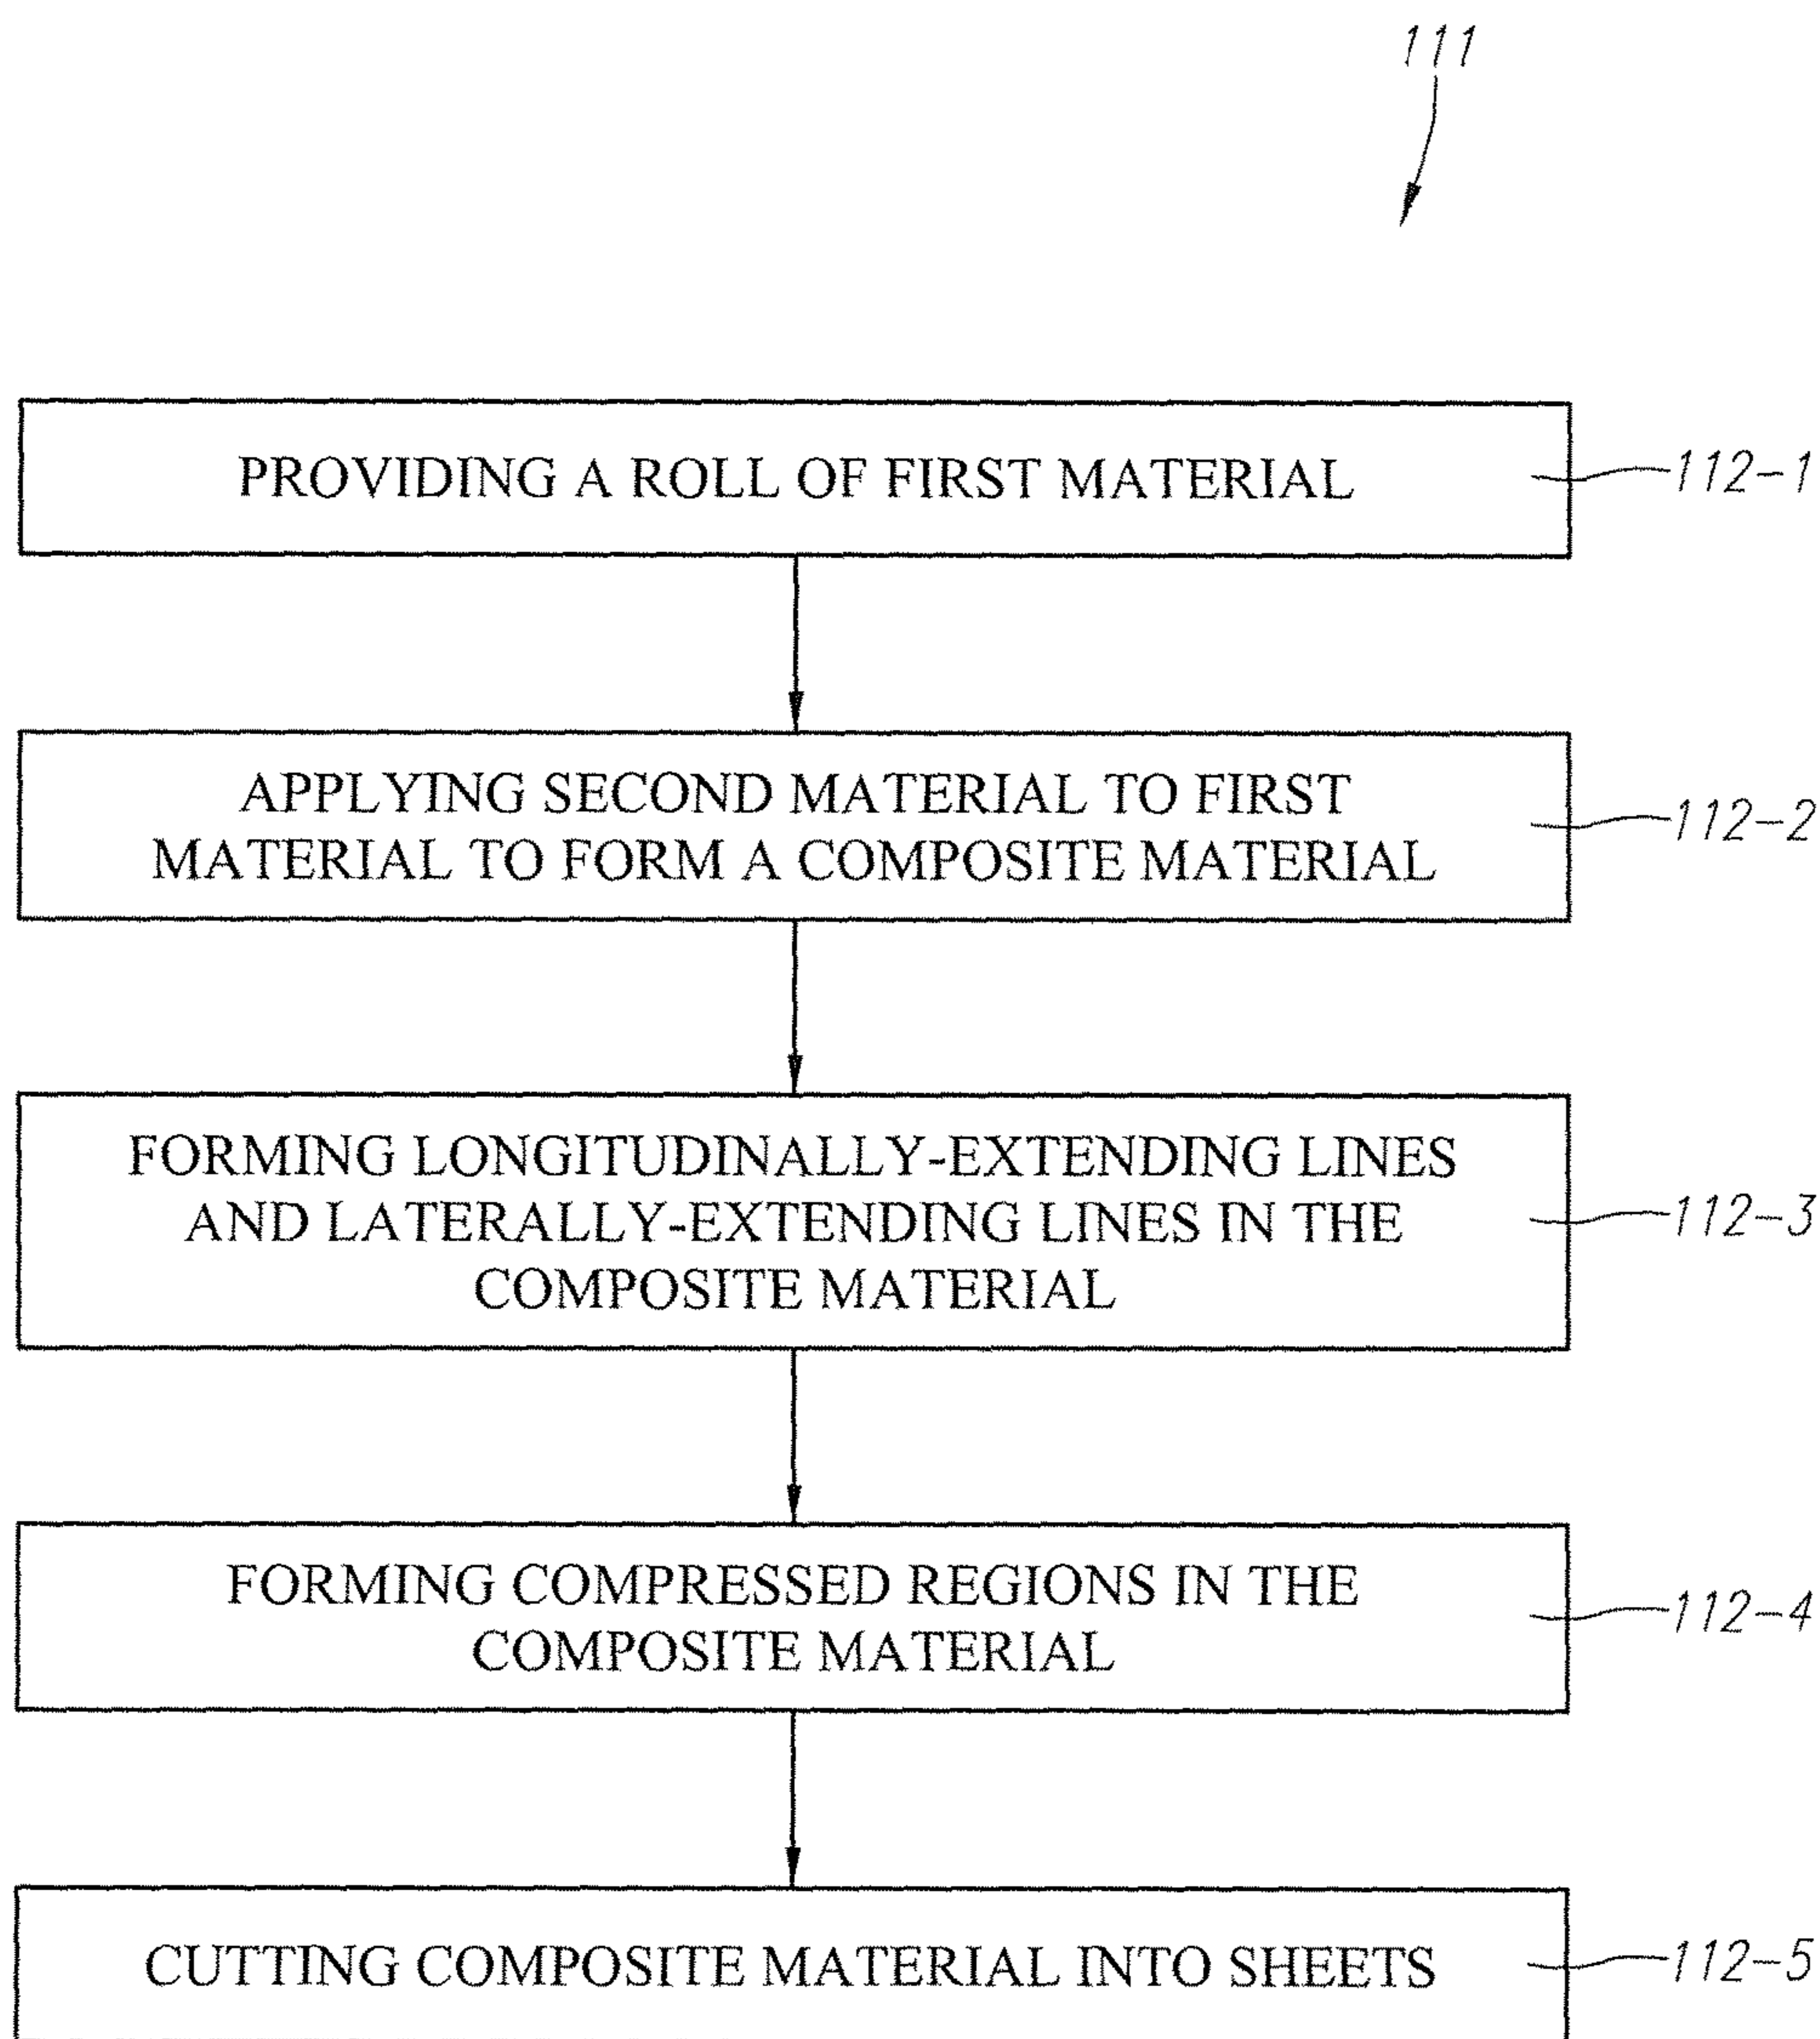 111
PROVIDING A ROLL OF FIRST MATERIAL
112-1
APPLYING SECOND MATERIAL TO FIRST
MATERIAL TO FORM A COMPOSITE MATERIAL
112-2
FORMING LONGITUDINALLY-EXTENDING LINES
AND LATERALLY-EXTENDING LINES IN THE
COMPOSITE MATERIAL
112-3
FORMING COMPRESSED REGIONS IN THE
COMPOSITE MATERIAL
112-4
CUTTING COMPOSITE MATERIAL INTO SHEETS
112-5